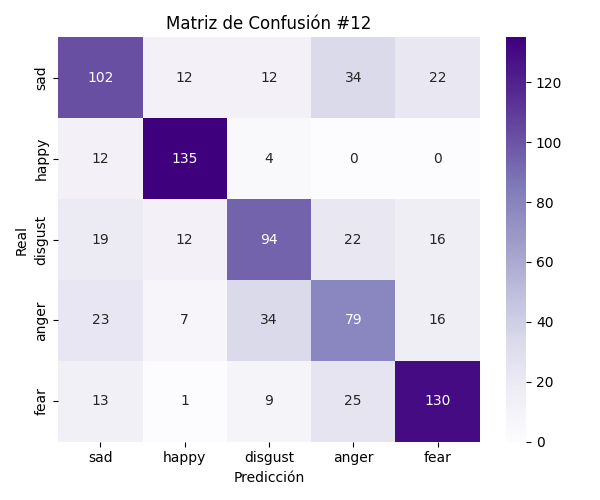 Matriz de Confusión #12
Real
sad 102 12 12 34 22
happy 12 135 4 0 0
disgust 19 12 94 22 16
anger 23 7 34 79 16
fear 13 1 9 25 130
sad happy disgust anger fear
Predicción
120
100
80
60
40
20
0